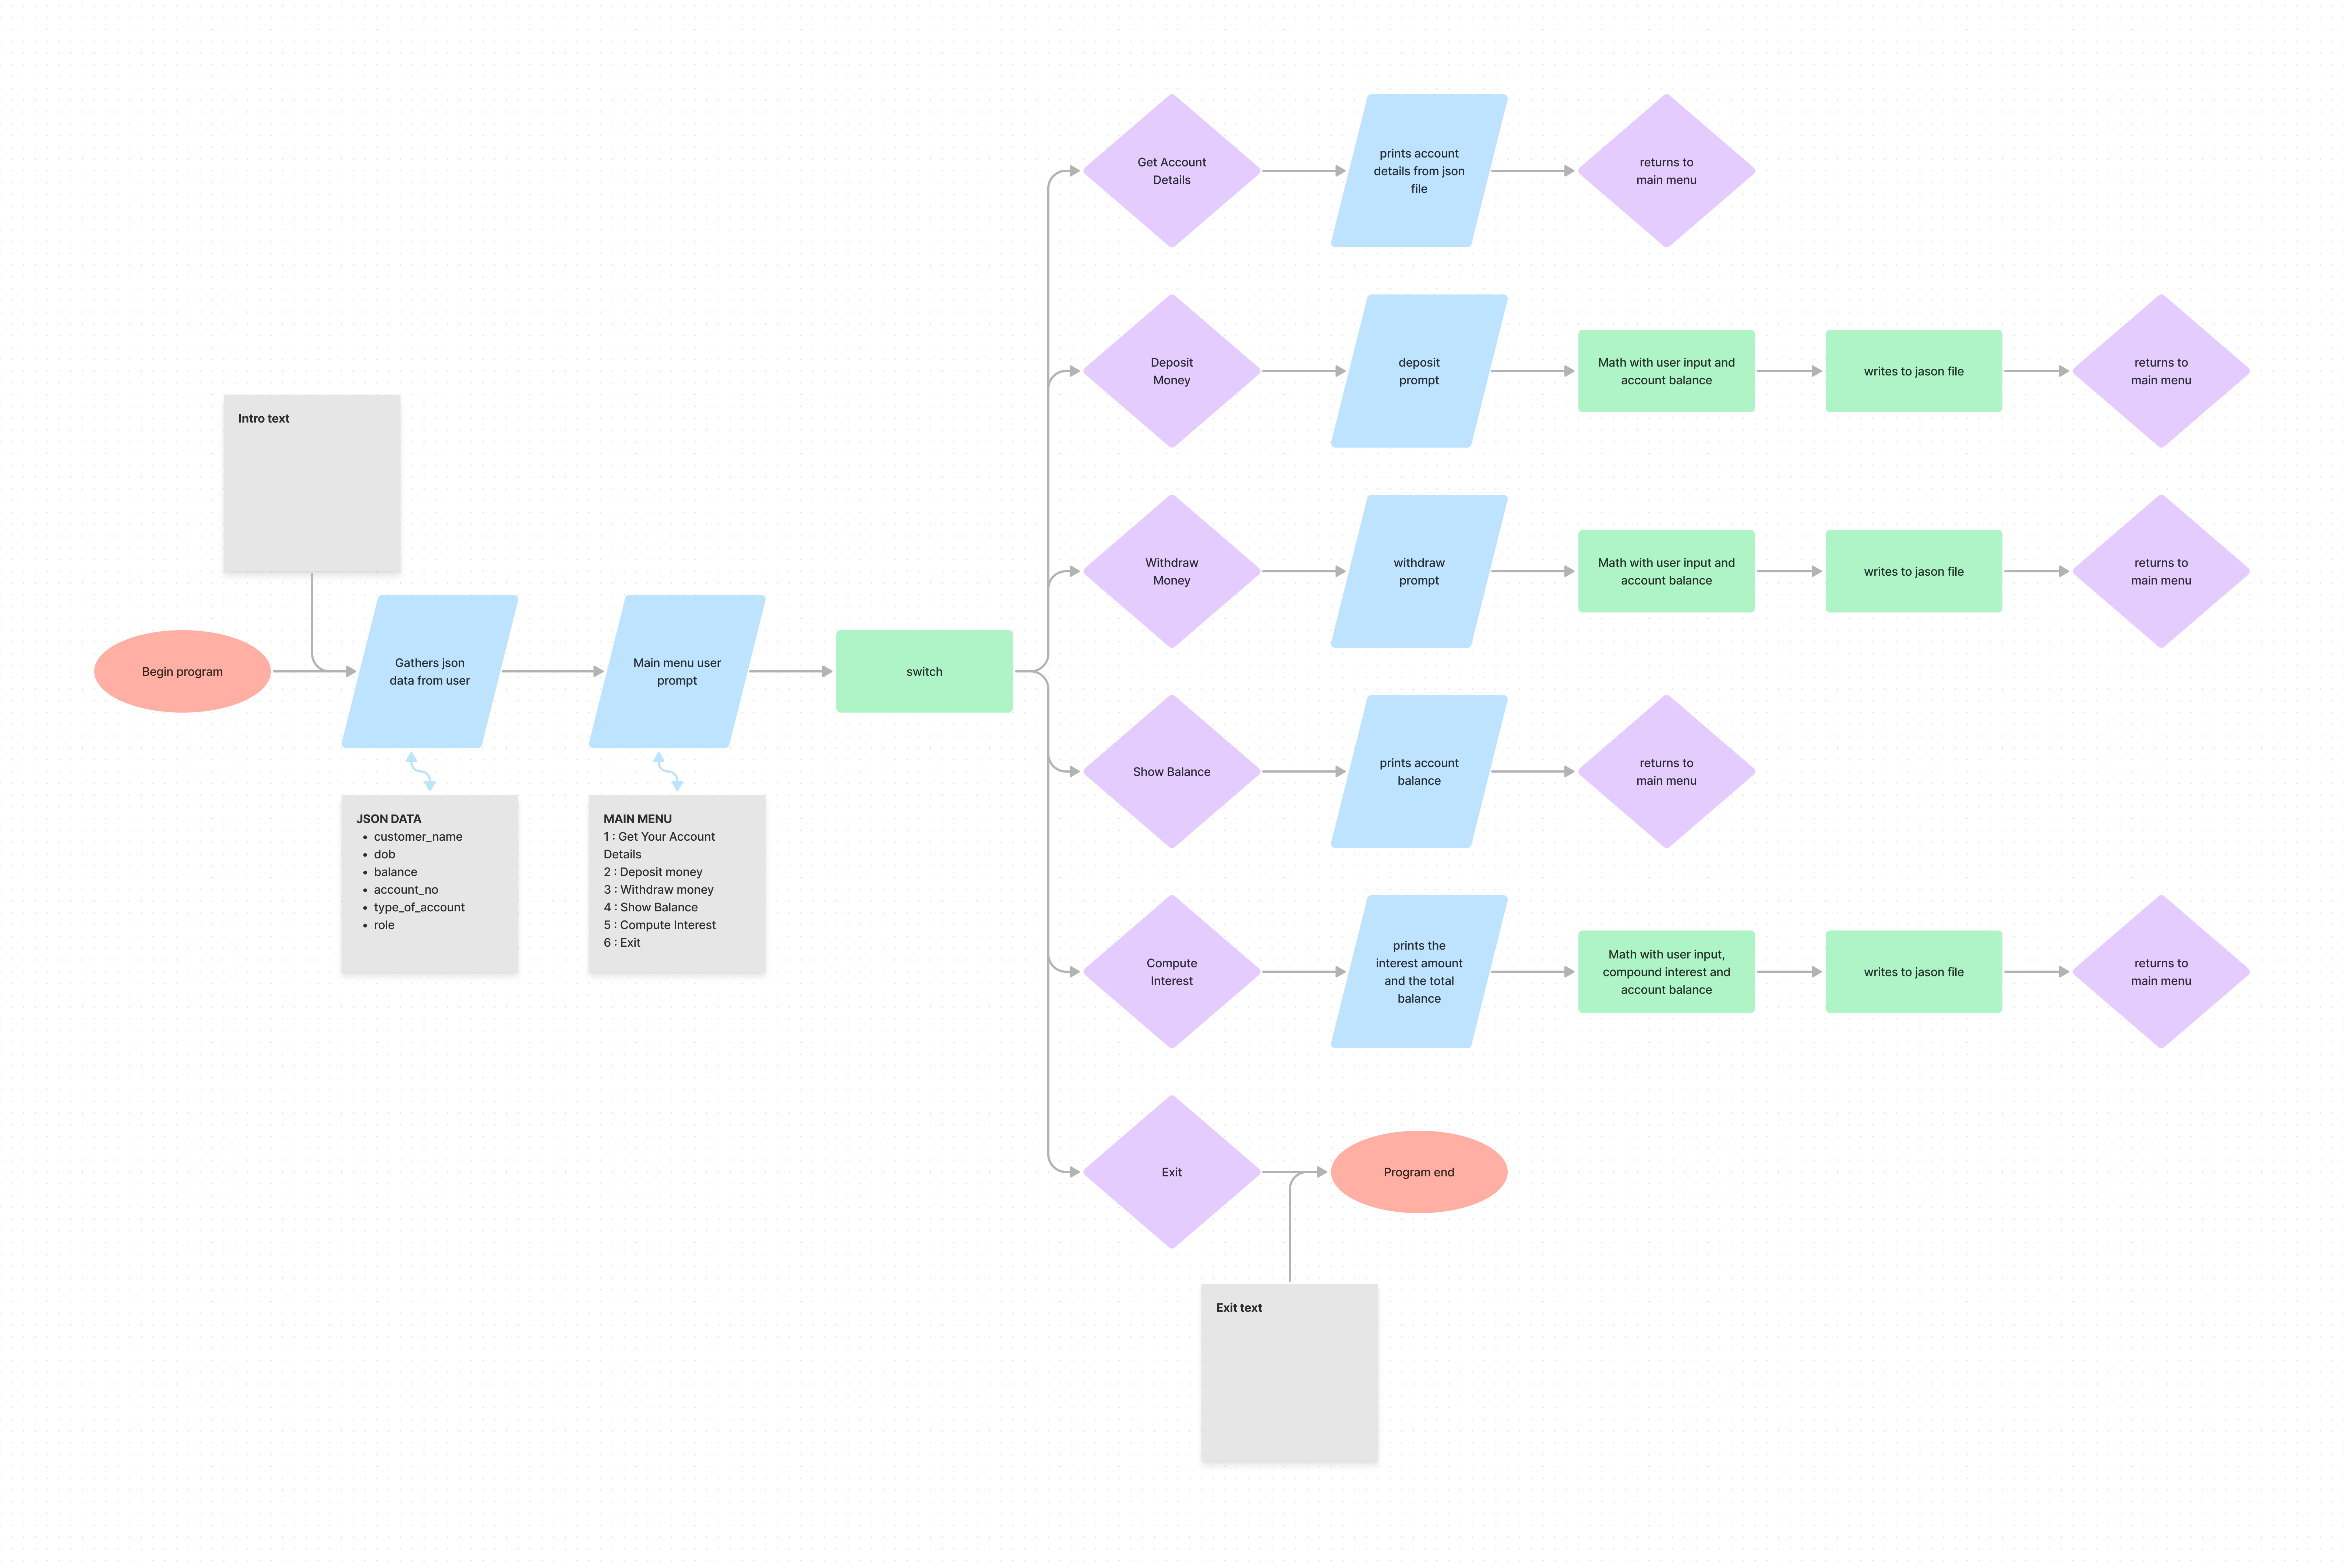 Get Account
Details
prints account
details from json
file
returns to
main menu
Deposit
Money
deposit
prompt
Math with user input and
account balance
writes to jason file
returns to
main menu
Intro text
Withdraw
Money
withdraw
prompt
Math with user input and
account balance
writes to jason file
returns to
main menu
Begin program
Gathers json
data from user
Main menu user
prompt
switch
Show Balance
prints account
balance
returns to
main menu
JSON DATA
• customer_name
• dob
• balance
• account_no
• type_of_account
• role
MAIN MENU
1 : Get Your Account
Details
2 : Deposit money
3 : Withdraw money
4 : Show Balance
5 : Compute Interest
6 : Exit
Compute
Interest
prints the
interest amount
and the total
balance
Math with user input,
compound interest and
account balance
writes to jason file
returns to
main menu
Exit
Program end
Exit text